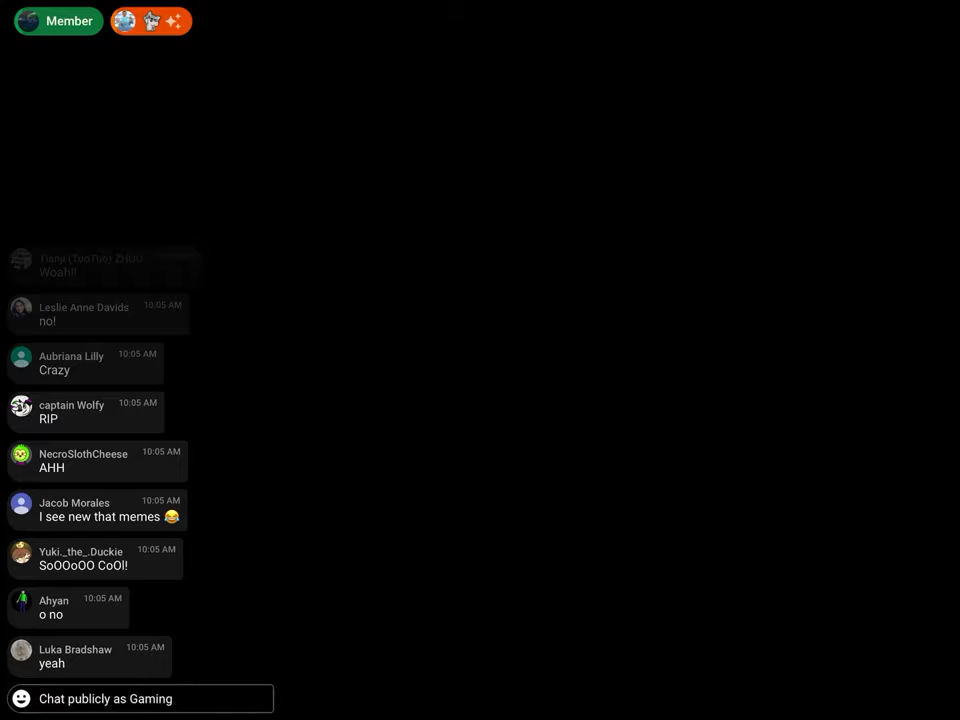 Member
Tianji (TuoTuo) ZHOU
Woah!!
Leslie Anne Davids 10:05 AM
no!
Aubriana Lilly 10:05 AM
Crazy
captain Wolfy 10:05 AM
RIP
NecroSlothCheese 10:05 AM
AHH
Jacob Morales 10:05 AM
I see new that memes 😂
Yuki._the_.Duckie 10:05 AM
SoOOoOO CoOl!
Ahyan 10:05 AM
o no
Luka Bradshaw 10:05 AM
yeah
Chat publicly as Gaming